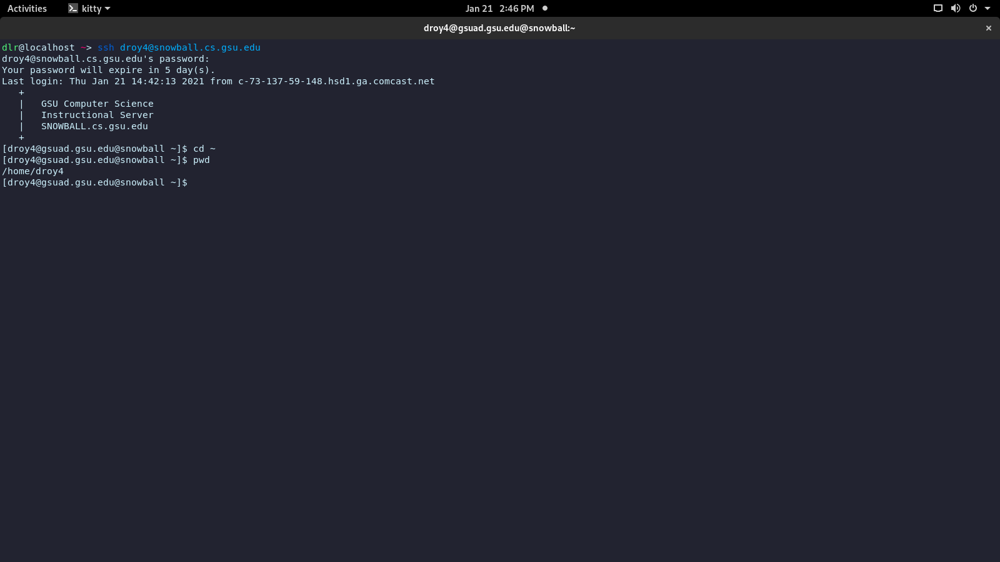 Activities kitty Jan 21 2:46 PM
droy4@gsuad.gsu.edu@snowball:~
dlr@localhost ~> ssh droy4@snowball.cs.gsu.edu
droy4@snowball.cs.gsu.edu's password:
Your password will expire in 5 day(s).
Last login: Thu Jan 21 14:42:13 2021 from c-73-137-59-148.hsd1.ga.comcast.net
   +
   |   GSU Computer Science
   |   Instructional Server
   |   SNOWBALL.cs.gsu.edu
   +
[droy4@gsuad.gsu.edu@snowball ~]$ cd ~
[droy4@gsuad.gsu.edu@snowball ~]$ pwd
/home/droy4
[droy4@gsuad.gsu.edu@snowball ~]$